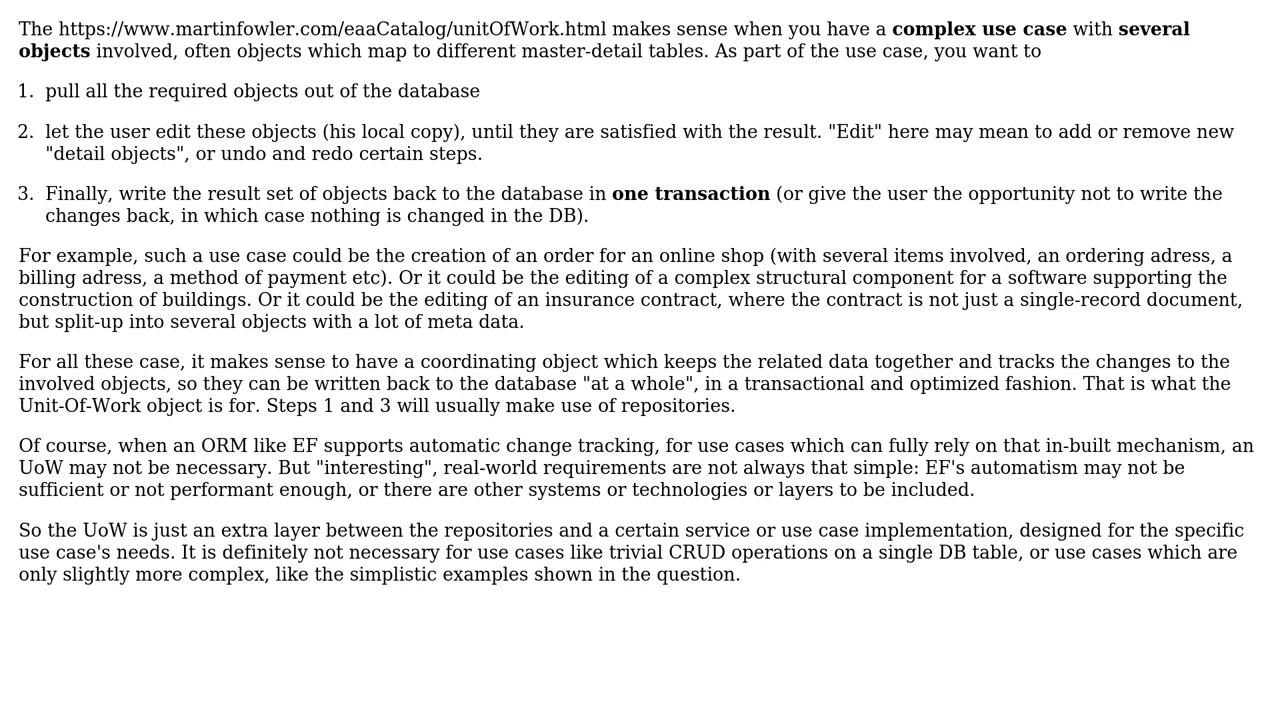 The https://www.martinfowler.com/eaaCatalog/unitOfWork.html makes sense when you have a complex use case with several
objects involved, often objects which map to different master-detail tables. As part of the use case, you want to
1. pull all the required objects out of the database
2. let the user edit these objects (his local copy), until they are satisfied with the result. "Edit" here may mean to add or remove new
"detail objects", or undo and redo certain steps.
3. Finally, write the result set of objects back to the database in one transaction (or give the user the opportunity not to write the
changes back, in which case nothing is changed in the DB).
For example, such a use case could be the creation of an order for an online shop (with several items involved, an ordering adress, a
billing adress, a method of payment etc). Or it could be the editing of a complex structural component for a software supporting the
construction of buildings. Or it could be the editing of an insurance contract, where the contract is not just a single-record document,
but split-up into several objects with a lot of meta data.
For all these case, it makes sense to have a coordinating object which keeps the related data together and tracks the changes to the
involved objects, so they can be written back to the database "at a whole", in a transactional and optimized fashion. That is what the
Unit-Of-Work object is for. Steps 1 and 3 will usually make use of repositories.
Of course, when an ORM like EF supports automatic change tracking, for use cases which can fully rely on that in-built mechanism, an
UoW may not be necessary. But "interesting", real-world requirements are not always that simple: EF's automatism may not be
sufficient or not performant enough, or there are other systems or technologies or layers to be included.
So the UoW is just an extra layer between the repositories and a certain service or use case implementation, designed for the specific
use case's needs. It is definitely not necessary for use cases like trivial CRUD operations on a single DB table, or use cases which are
only slightly more complex, like the simplistic examples shown in the question.